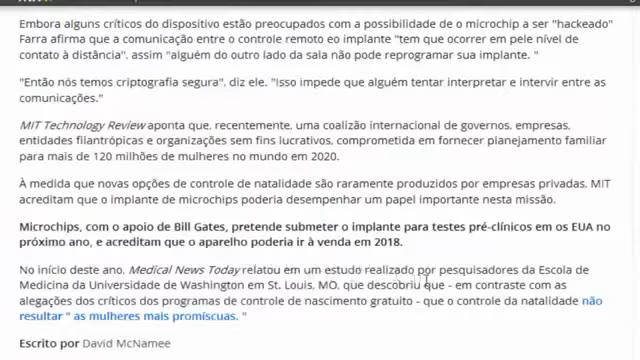 Embora alguns críticos do dispositivo estão preocupados com a possibilidade de o microchip a ser "hackeado"
Farra afirma que a comunicação entre o controle remoto eo implante "tem que ocorrer em pele nível de
contato à distância", assim "alguém do outro lado da sala não pode reprogramar sua implante. "
"Então nós temos criptografia segura", diz ele. "Isso impede que alguém tentar interpretar e intervir entre as
comunicações."
MIT Technology Review aponta que, recentemente, uma coalizão internacional de governos, empresas,
entidades filantrópicas e organizações sem fins lucrativos, comprometida em fornecer planejamento familiar
para mais de 120 milhões de mulheres no mundo em 2020.
À medida que novas opções de controle de natalidade são raramente produzidos por empresas privadas, MIT
acreditam que o implante de microchips poderia desempenhar um papel importante nesta missão.
Microchips, com o apoio de Bill Gates, pretende submeter o implante para testes pré-clínicos em os EUA no
próximo ano, e acreditam que o aparelho poderia ir à venda em 2018.
No início deste ano, Medical News Today relatou em um estudo realizado por pesquisadores da Escola de
Medicina da Universidade de Washington em St. Louis, MO, que descobriu que - em contraste com as
alegações dos críticos dos programas de controle de nascimento gratuito - que o controle da natalidade não
resultar " as mulheres mais promíscuas. "
Escrito por David McNamee